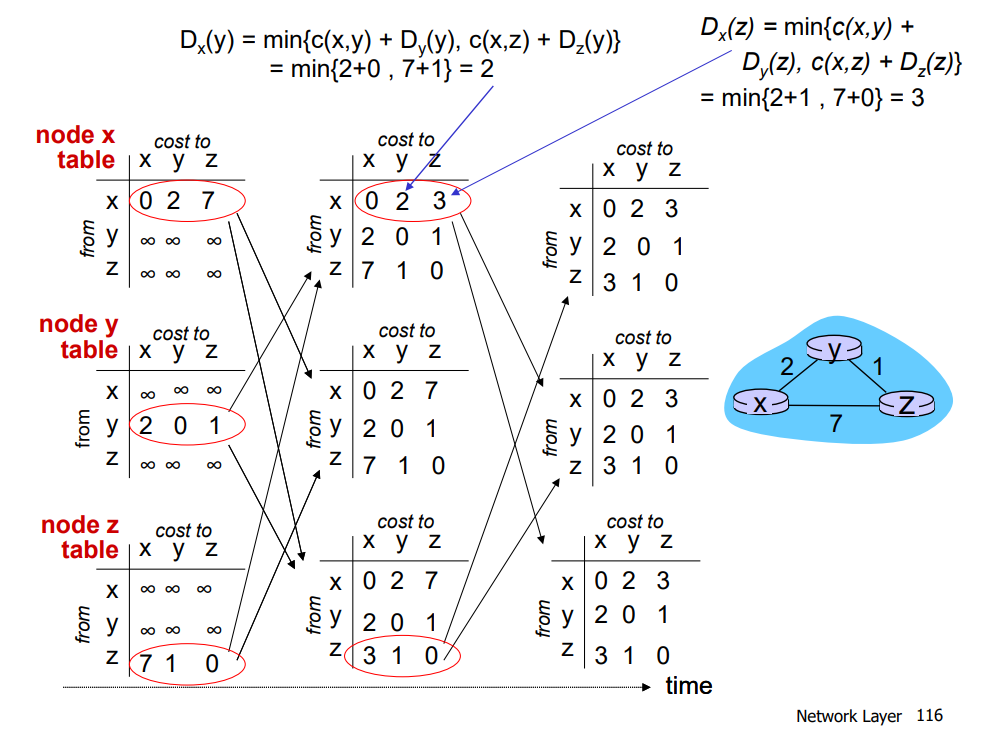 Dx(y) = min{c(x,y) + Dy(y), c(x,z) + Dz(y)}
= min{2+0 , 7+1} = 2
Dx(z) = min{c(x,y) +
Dy(z), c(x,z) + Dz(z)}
= min{2+1 , 7+0} = 3
node x
table
cost to
x y z
from
x 0 2 7
y ∞ ∞ ∞
z ∞ ∞ ∞
cost to
x y z
from
x 0 2 3
y 2 0 1
z 7 1 0
cost to
x y z
from
x 0 2 3
y 2 0 1
z 3 1 0
node y
table
cost to
x y z
from
x ∞ ∞ ∞
y 2 0 1
z ∞ ∞ ∞
cost to
x y z
from
x 0 2 7
y 2 0 1
z 7 1 0
cost to
x y z
from
x 0 2 3
y 2 0 1
z 3 1 0
y
2
1
x
z
7
node z
table
cost to
x y z
from
x ∞ ∞ ∞
y ∞ ∞ ∞
z 7 1 0
cost to
x y z
from
x 0 2 7
y 2 0 1
z 3 1 0
cost to
x y z
from
x 0 2 3
y 2 0 1
z 3 1 0
time
Network Layer 116